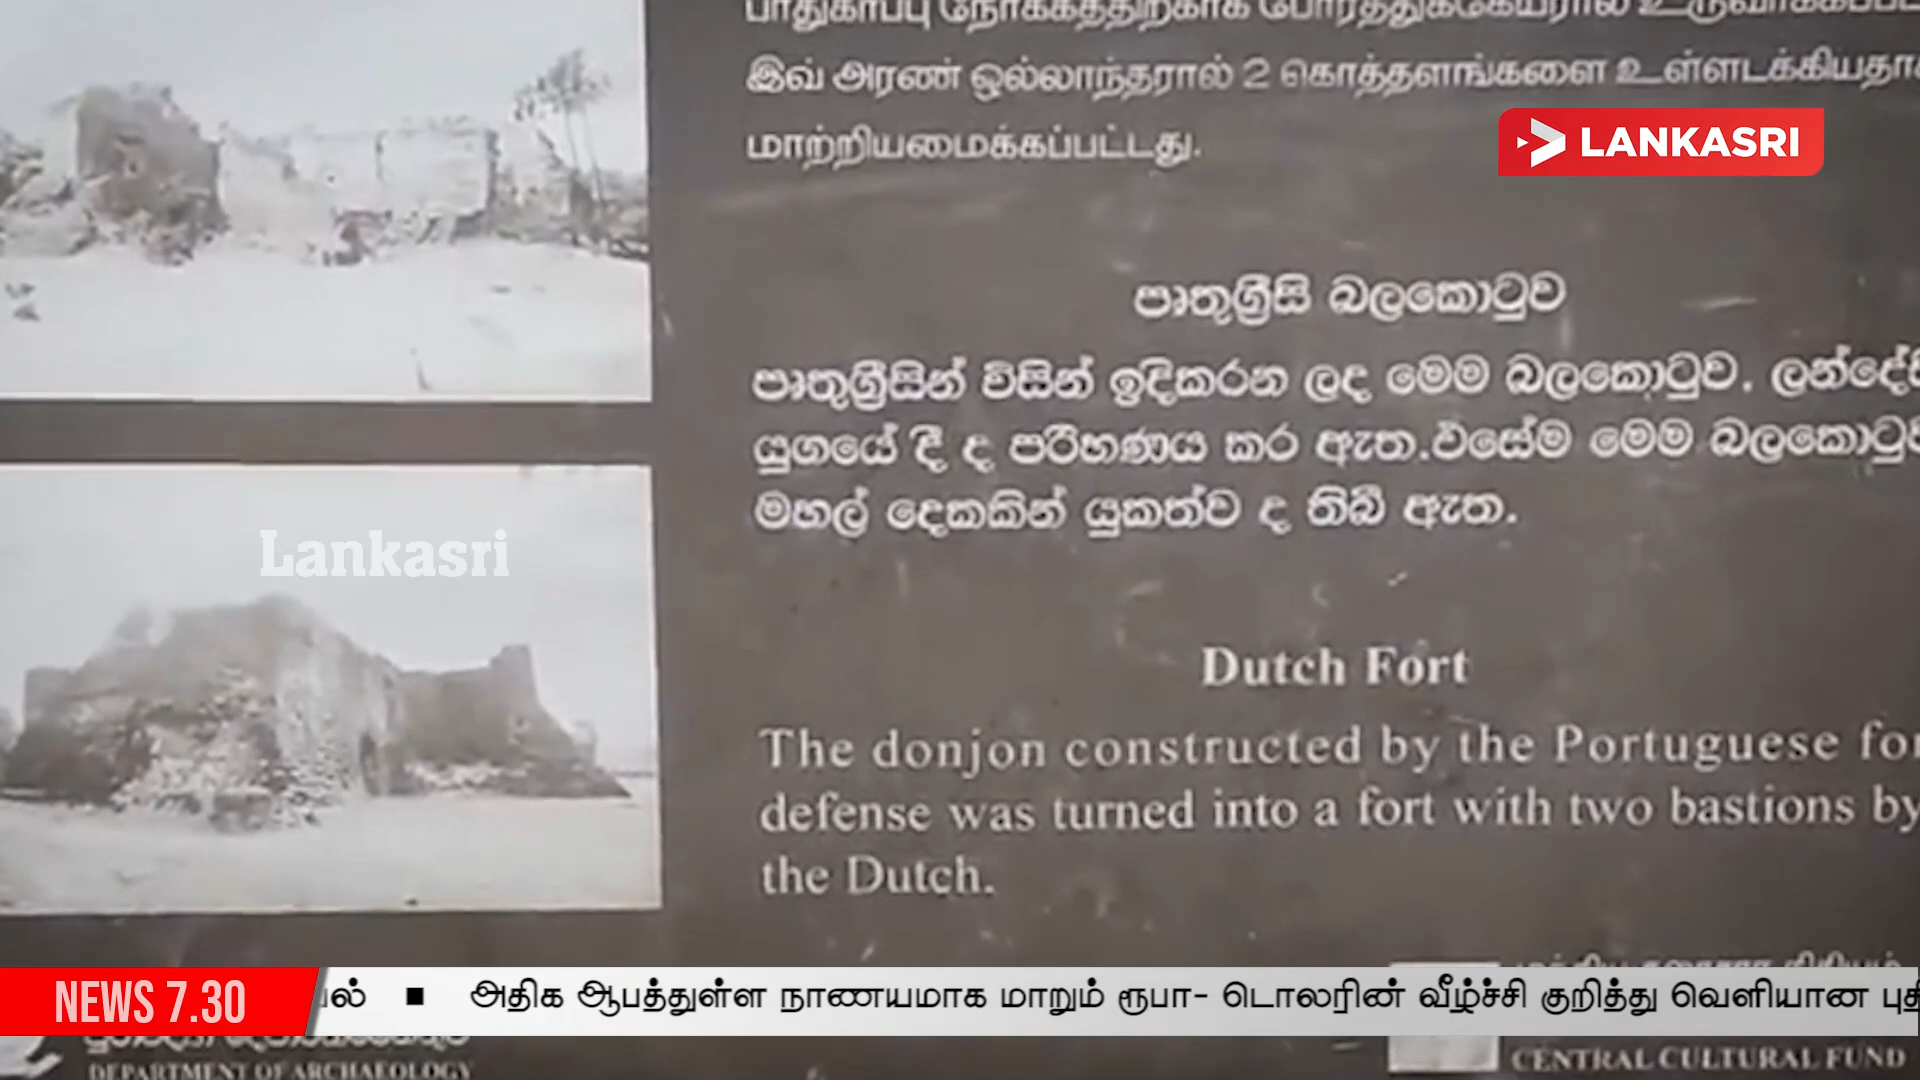 பாதுகாப்பு நோக்கத்திற்காக போர்த்துக்கேயரால்
இவ் அரண் ஒல்லாந்தரால் 2 கொத்தளங்களை உள்ளடக்கியதாக
மாற்றியமைக்கப்பட்டது.
LANKASRI
පෘතුග්‍රීසි බලකොටුව
පෘතුග්‍රීසින් විසින් ඉදිකරන ලද මෙම බලකොටුව, ලන්දේසි
යුගයේ දී ද පරිහණය කර ඇත.එසේම මෙම බලකොටුව
මහල් දෙකකින් යුකත්ව ද තිබී ඇත.
Lankasri
Dutch Fort
The donjon constructed by the Portuguese for
defense was turned into a fort with two bastions by
the Dutch.
NEWS 7.30
■ அதிக ஆபத்துள்ள நாணயமாக மாறும் ரூபா- டொலரின் வீழ்ச்சி குறித்து வெளியான
DEPARTMENT OF ARCHAEOLOGY
CENTRAL CULTURAL FUND